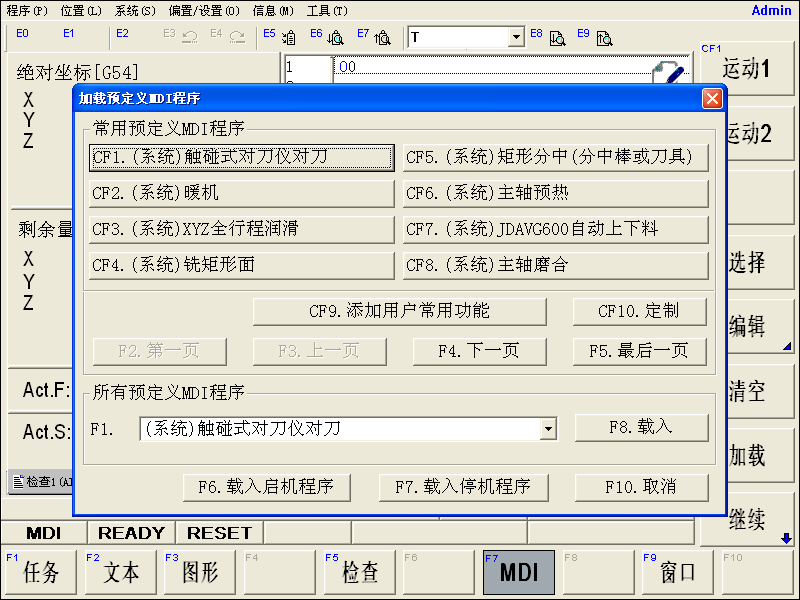 程序(P) 位置(L) 系统(S) 偏置/设置(O) 信息(M) 工具(T) Admin
E0 E1 E2 E3 E4 E5 E6 E7 T E8 E9
绝对坐标[G54]
X
Y
Z
1 OO
CF1 运动1
运动2
加载预定义MDI程序
常用预定义MDI程序
CF1.(系统)触碰式对刀仪对刀 CF5.(系统)矩形分中(分中棒或刀具)
CF2.(系统)暖机 CF6.(系统)主轴预热
CF3.(系统)XYZ全行程润滑 CF7.(系统)JDAVG600自动上下料
CF4.(系统)铣矩形面 CF8.(系统)主轴磨合
CF9.添加用户常用功能 CF10.定制
F2.第一页 F3.上一页 F4.下一页 F5.最后一页
所有预定义MDI程序
F1. (系统)触碰式对刀仪对刀 F8.载入
F6.载入启机程序 F7.载入停机程序 F10.取消
剩余量
X
Y
Z
Act.F:
Act.S:
检查1(A
选择
编辑
清空
加载
继续
MDI READY RESET
F1 任务 F2 文本 F3 图形 F4 F5 检查 F6 F7 MDI F8 F9 窗口 F10